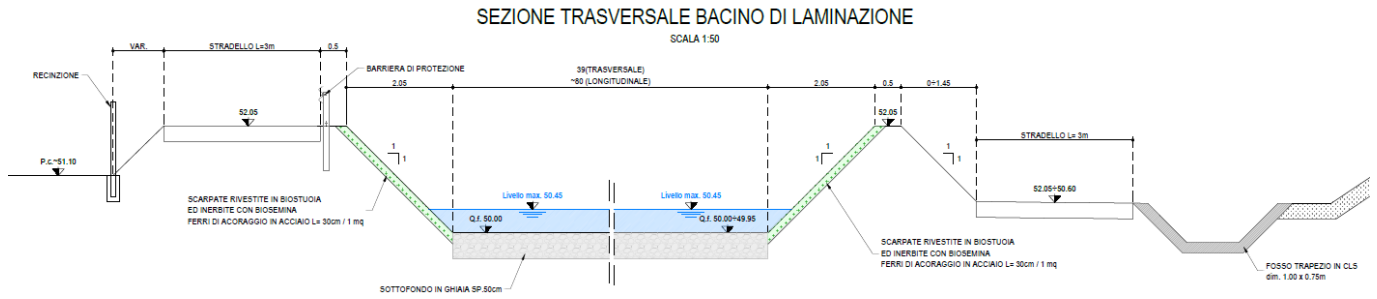 SEZIONE TRASVERSALE BACINO DI LAMINAZIONE
SCALA 1:50
VAR.
STRADELLO L=3m
0.5
RECINZIONE
BARRIERA DI PROTEZIONE
2.05
39(TRASVERSALE)
~80 (LONGITUDINALE)
2.05
0.5
0÷1.45
52.05
52.05
STRADELLO L= 3m
P.c.~51.10
1
1
1
1
1
1
SCARPATE RIVESTITE IN BIOSTUOIA
ED INERBITE CON BIOSEMINA
FERRI DI ACORAGGIO IN ACCIAIO L= 30cm / 1 mq
Livello max. 50.45
Livello max. 50.45
52.05÷50.60
Q.f. 50.00
Q.f. 50.00÷49.95
SCARPATE RIVESTITE IN BIOSTUOIA
ED INERBITE CON BIOSEMINA
FERRI DI ACORAGGIO IN ACCIAIO L= 30cm / 1 mq
FOSSO TRAPEZIO IN CLS
dim. 1.00 x 0.75m
SOTTOFONDO IN GHIAIA SP.50cm